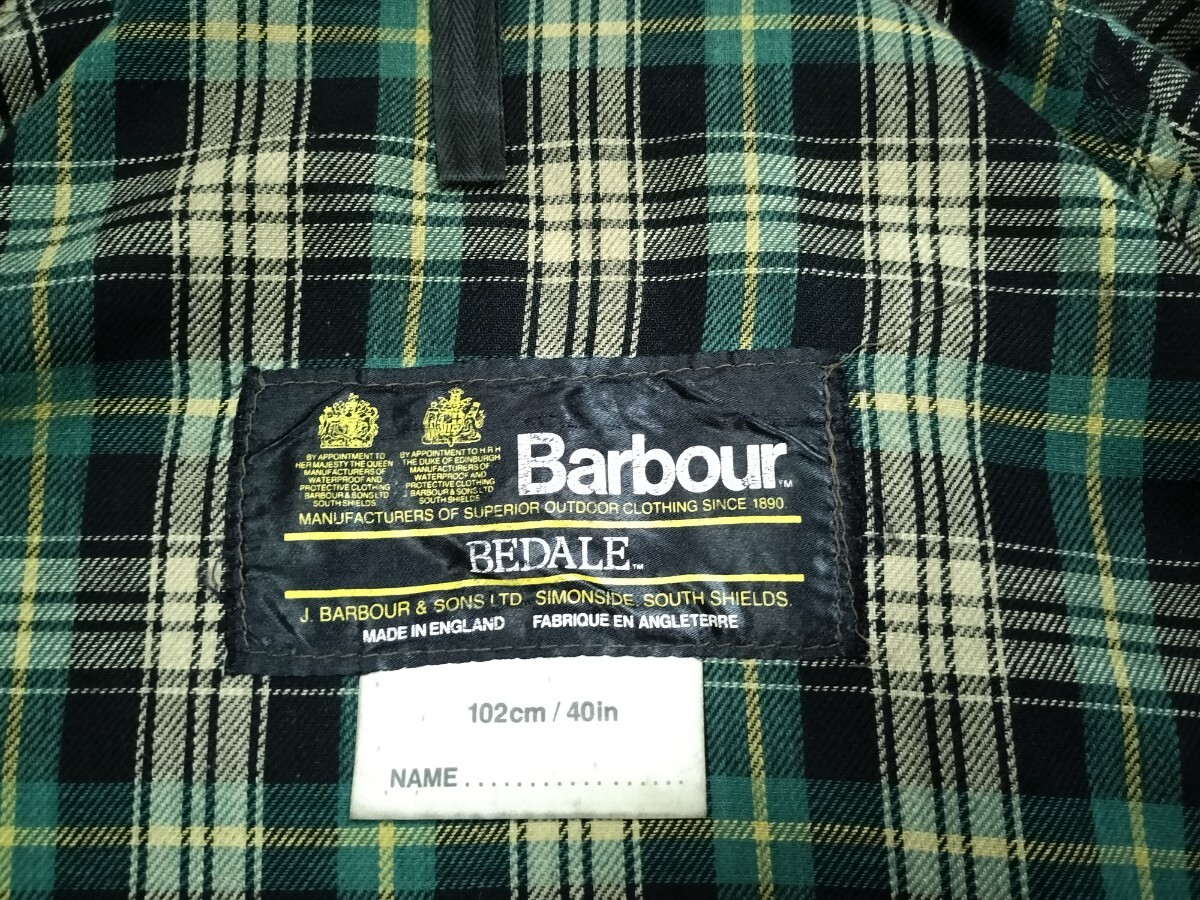 BY APPOINTMENT TO
HER MAJESTY THE QUEEN
MANUFACTURERS OF
WATERPROOF AND
PROTECTIVE CLOTHING
BARBOUR & SONS LTD
SOUTH SHIELDS
BY APPOINTMENT TO H R H
THE DUKE OF EDINBURGH
MANUFACTURERS OF
WATERPROOF AND
PROTECTIVE CLOTHING
BARBOUR & SONS LTD
SOUTH SHIELDS
Barbour™
MANUFACTURERS OF SUPERIOR OUTDOOR CLOTHING SINCE 1890
BEDALE™
J. BARBOUR & SONS LTD SIMONSIDE. SOUTH SHIELDS.
MADE IN ENGLAND FABRIQUE EN ANGLETERRE
102cm / 40in
NAME.................